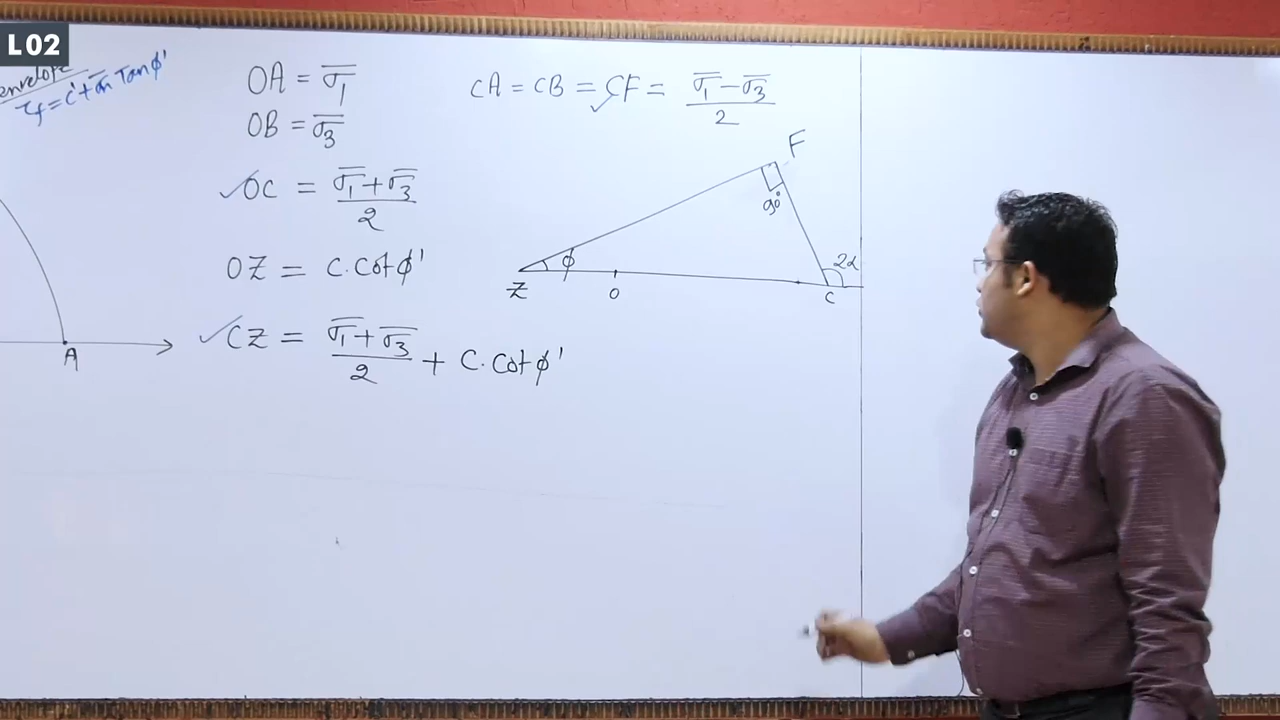 L02
envelope
τf = c' + σ̄n Tanφ'
OA = σ̄1
OB = σ̄3
✓OC = (σ̄1 + σ̄3)/2
OZ = C.Cotφ'
✓CZ = (σ̄1 + σ̄3)/2 + C.Cotφ'
A
CA = CB = ✓CF = (σ̄1 - σ̄3)/2
F
90°
φ
2α
Z
O
C